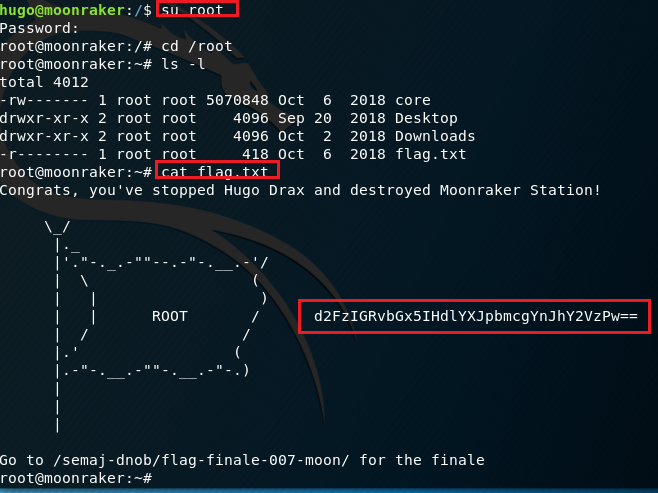 hugo@moonraker:/$ su root
Password:
root@moonraker:/# cd /root
root@moonraker:~# ls -l
total 4012
-rw------- 1 root root 5070848 Oct  6  2018 core
drwxr-xr-x 2 root root    4096 Sep 20  2018 Desktop
drwxr-xr-x 2 root root    4096 Oct  2  2018 Downloads
-r-------- 1 root root     418 Oct  6  2018 flag.txt
root@moonraker:~# cat flag.txt
Congrats, you've stopped Hugo Drax and destroyed Moonraker Station!
     \_/
      |._
      |'."-._.-""--.-"-.__.-'/
      |  \                  (
      |   |                  )
      |   |      ROOT       /      d2FzIGRvbGx5IHdlYXJpbmcgYnJhY2VzPw==
      |  /                 /
      |.'                 (
      |.-"-.__.-""-.__.-"-.)
      |
      |
      |
Go to /semaj-dnob/flag-finale-007-moon/ for the finale
root@moonraker:~#